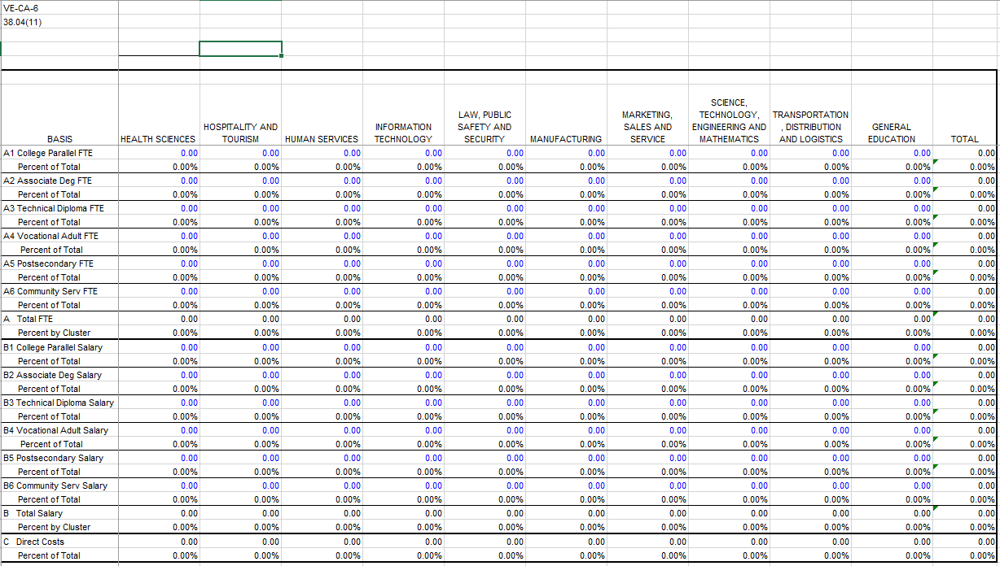 VE-CA-6
38.04(11)
SCIENCE,
LAW, PUBLIC MARKETING, TECHNOLOGY, TRANSPORTATION
HOSPITALITY AND INFORMATION SAFETY AND SALES AND ENGINEERING AND , DISTRIBUTION GENERAL
BASIS HEALTH SCIENCES TOURISM HUMAN SERVICES TECHNOLOGY SECURITY MANUFACTURING SERVICE MATHEMATICS AND LOGISTICS EDUCATION TOTAL
A1 College Parallel FTE 0.00 0.00 0.00 0.00 0.00 0.00 0.00 0.00 0.00 0.00 0.00
Percent of Total 0.00% 0.00% 0.00% 0.00% 0.00% 0.00% 0.00% 0.00% 0.00% 0.00% 0.00%
A2 Associate Deg FTE 0.00 0.00 0.00 0.00 0.00 0.00 0.00 0.00 0.00 0.00 0.00
Percent of Total 0.00% 0.00% 0.00% 0.00% 0.00% 0.00% 0.00% 0.00% 0.00% 0.00% 0.00%
A3 Technical Diploma FTE 0.00 0.00 0.00 0.00 0.00 0.00 0.00 0.00 0.00 0.00 0.00
Percent of Total 0.00% 0.00% 0.00% 0.00% 0.00% 0.00% 0.00% 0.00% 0.00% 0.00% 0.00%
A4 Vocational Adult FTE 0.00 0.00 0.00 0.00 0.00 0.00 0.00 0.00 0.00 0.00 0.00
Percent of Total 0.00% 0.00% 0.00% 0.00% 0.00% 0.00% 0.00% 0.00% 0.00% 0.00% 0.00%
A5 Postsecondary FTE 0.00 0.00 0.00 0.00 0.00 0.00 0.00 0.00 0.00 0.00 0.00
Percent of Total 0.00% 0.00% 0.00% 0.00% 0.00% 0.00% 0.00% 0.00% 0.00% 0.00% 0.00%
A6 Community Serv FTE 0.00 0.00 0.00 0.00 0.00 0.00 0.00 0.00 0.00 0.00 0.00
Percent of Total 0.00% 0.00% 0.00% 0.00% 0.00% 0.00% 0.00% 0.00% 0.00% 0.00% 0.00%
A Total FTE 0.00 0.00 0.00 0.00 0.00 0.00 0.00 0.00 0.00 0.00 0.00
Percent by Cluster 0.00% 0.00% 0.00% 0.00% 0.00% 0.00% 0.00% 0.00% 0.00% 0.00% 0.00%
B1 College Parallel Salary 0.00 0.00 0.00 0.00 0.00 0.00 0.00 0.00 0.00 0.00 0.00
Percent of Total 0.00% 0.00% 0.00% 0.00% 0.00% 0.00% 0.00% 0.00% 0.00% 0.00% 0.00%
B2 Associate Deg Salary 0.00 0.00 0.00 0.00 0.00 0.00 0.00 0.00 0.00 0.00 0.00
Percent of Total 0.00% 0.00% 0.00% 0.00% 0.00% 0.00% 0.00% 0.00% 0.00% 0.00% 0.00%
B3 Technical Diploma Salary 0.00 0.00 0.00 0.00 0.00 0.00 0.00 0.00 0.00 0.00 0.00
Percent of Total 0.00% 0.00% 0.00% 0.00% 0.00% 0.00% 0.00% 0.00% 0.00% 0.00% 0.00%
B4 Vocational Adult Salary 0.00 0.00 0.00 0.00 0.00 0.00 0.00 0.00 0.00 0.00 0.00
Percent of Total 0.00% 0.00% 0.00% 0.00% 0.00% 0.00% 0.00% 0.00% 0.00% 0.00% 0.00%
B5 Postsecondary Salary 0.00 0.00 0.00 0.00 0.00 0.00 0.00 0.00 0.00 0.00 0.00
Percent of Total 0.00% 0.00% 0.00% 0.00% 0.00% 0.00% 0.00% 0.00% 0.00% 0.00% 0.00%
B6 Community Serv Salary 0.00 0.00 0.00 0.00 0.00 0.00 0.00 0.00 0.00 0.00 0.00
Percent of Total 0.00% 0.00% 0.00% 0.00% 0.00% 0.00% 0.00% 0.00% 0.00% 0.00% 0.00%
B Total Salary 0.00 0.00 0.00 0.00 0.00 0.00 0.00 0.00 0.00 0.00 0.00
Percent by Cluster 0.00% 0.00% 0.00% 0.00% 0.00% 0.00% 0.00% 0.00% 0.00% 0.00% 0.00%
C Direct Costs 0.00 0.00 0.00 0.00 0.00 0.00 0.00 0.00 0.00 0.00 0.00
Percent of Total 0.00% 0.00% 0.00% 0.00% 0.00% 0.00% 0.00% 0.00% 0.00% 0.00% 0.00%